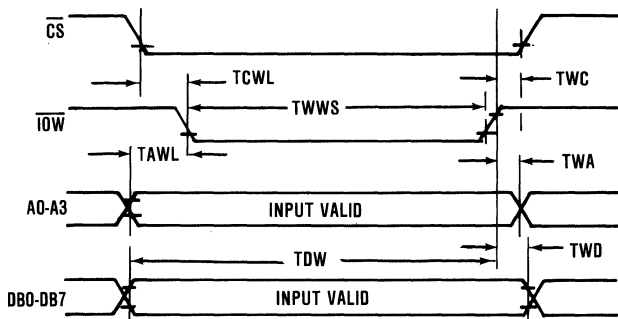 CS
TCWL
TWC
IOW
TWWS
TAWL
TWA
A0-A3
INPUT VALID
TDW
TWD
DB0-DB7
INPUT VALID